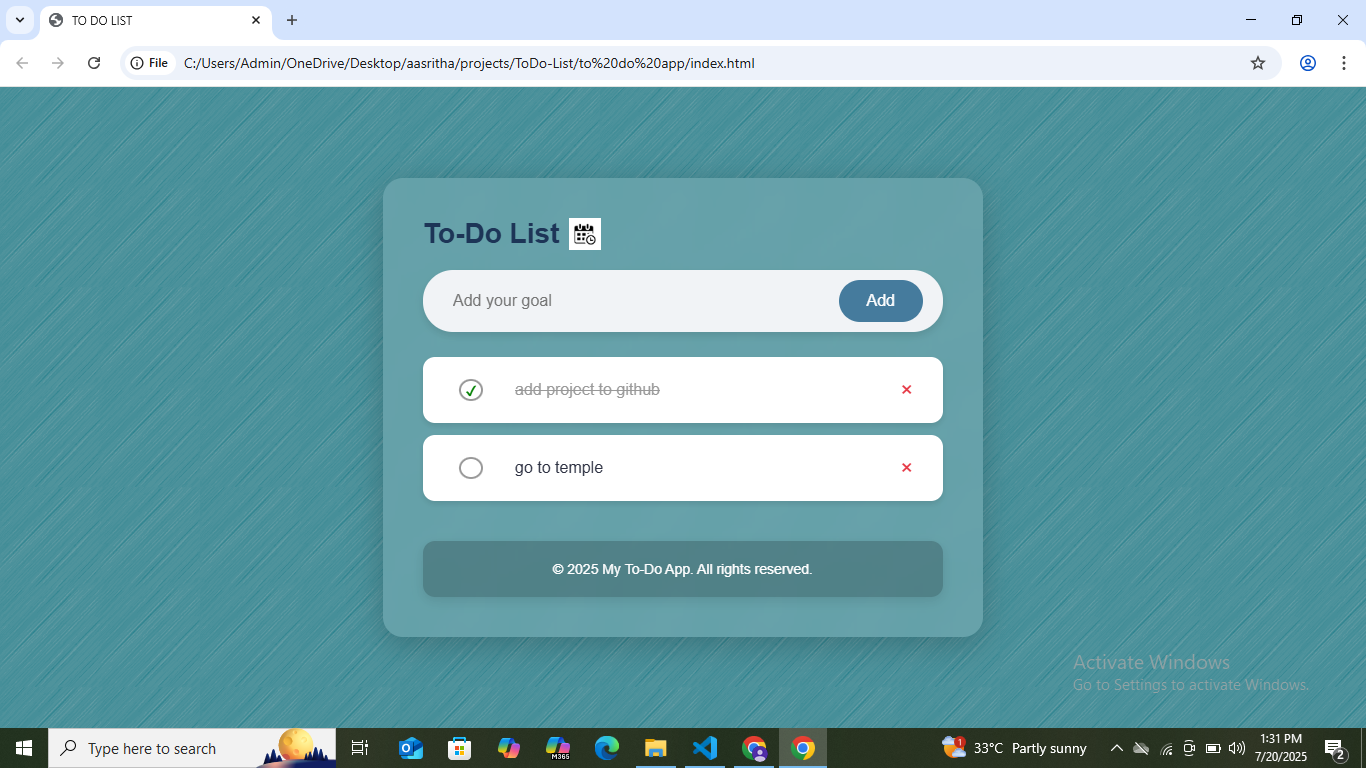 TO DO LIST
File
C:/Users/Admin/OneDrive/Desktop/aasritha/projects/ToDo-List/to%20do%20app/index.html
To-Do List
Add your goal
Add
add project to github
go to temple
© 2025 My To-Do App. All rights reserved.
Activate Windows
Go to Settings to activate Windows.
Type here to search
M365
1
33°C Partly sunny
1:31 PM
7/20/2025
2